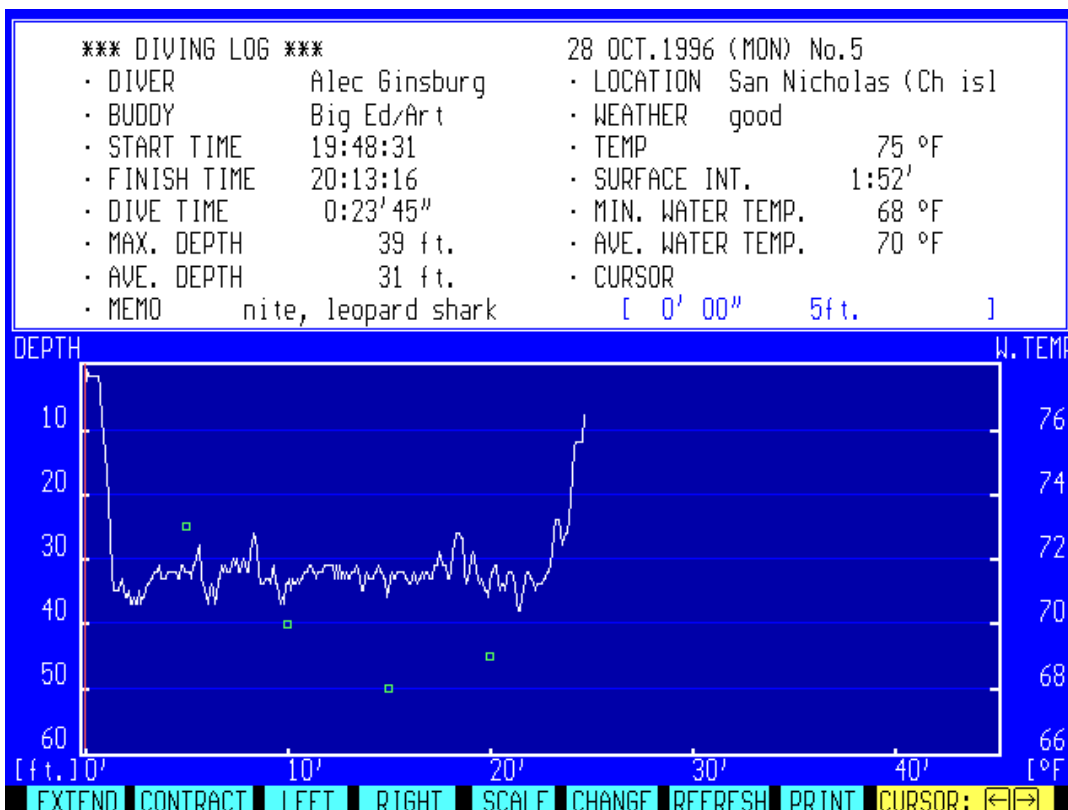 *** DIVING LOG *** 28 OCT.1996 (MON) No.5
· DIVER Alec Ginsburg · LOCATION San Nicholas (Ch isl
· BUDDY Big Ed/Art · WEATHER good
· START TIME 19:48:31 · TEMP 75 °F
· FINISH TIME 20:13:16 · SURFACE INT. 1:52'
· DIVE TIME 0:23'45" · MIN. WATER TEMP. 68 °F
· MAX. DEPTH 39 ft. · AVE. WATER TEMP. 70 °F
· AVE. DEPTH 31 ft. · CURSOR
· MEMO nite, leopard shark [ 0' 00" 5ft. ]
DEPTH W.TEMP
10 76
20 74
30 72
40 70
50 68
60 66
[ft.] 0' 10' 20' 30' 40' [°F
EXTEND CONTRACT LEFT RIGHT SCALE CHANGE REFRESH PRINT CURSOR: ←→